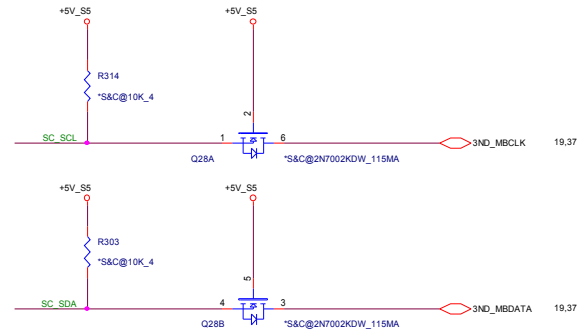 +5V_S5
+5V_S5
R314
*S&C@10K_4
2
SC_SCL
1
6
3ND_MBCLK
19,37
Q28A
*S&C@2N7002KDW_115MA
+5V_S5
+5V_S5
R303
*S&C@10K_4
5
SC_SDA
4
3
3ND_MBDATA
19,37
Q28B
*S&C@2N7002KDW_115MA